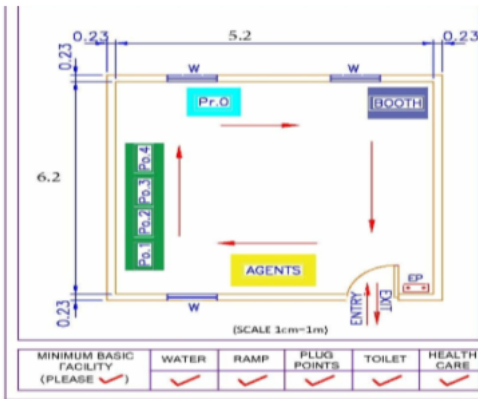 0.23
5.2
0.23
0.23
W
W
Pr.O
BOOTH
6.2
Po.4
Po.3
Po.2
Po.1
AGENTS
EP
ENTRY
EXIT
0.23
W
(SCALE 1cm-1m)
MINIMUM BASIC FACILITY (PLEASE ✓)
WATER
RAMP
PLUG POINTS
TOILET
HEALTH CARE
✓ ✓ ✓ ✓ ✓